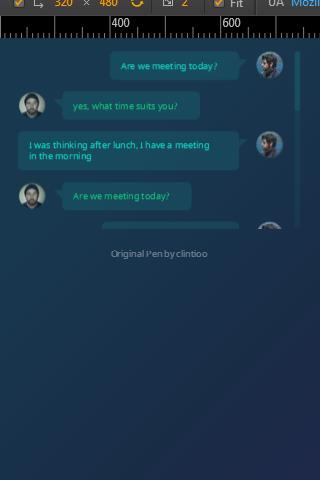 320 × 480 2 Fit UA Mozil
400 600
Are we meeting today?
yes, what time suits you?
I was thinking after lunch, I have a meeting
in the morning
Are we meeting today?
Original Pen by clintioo